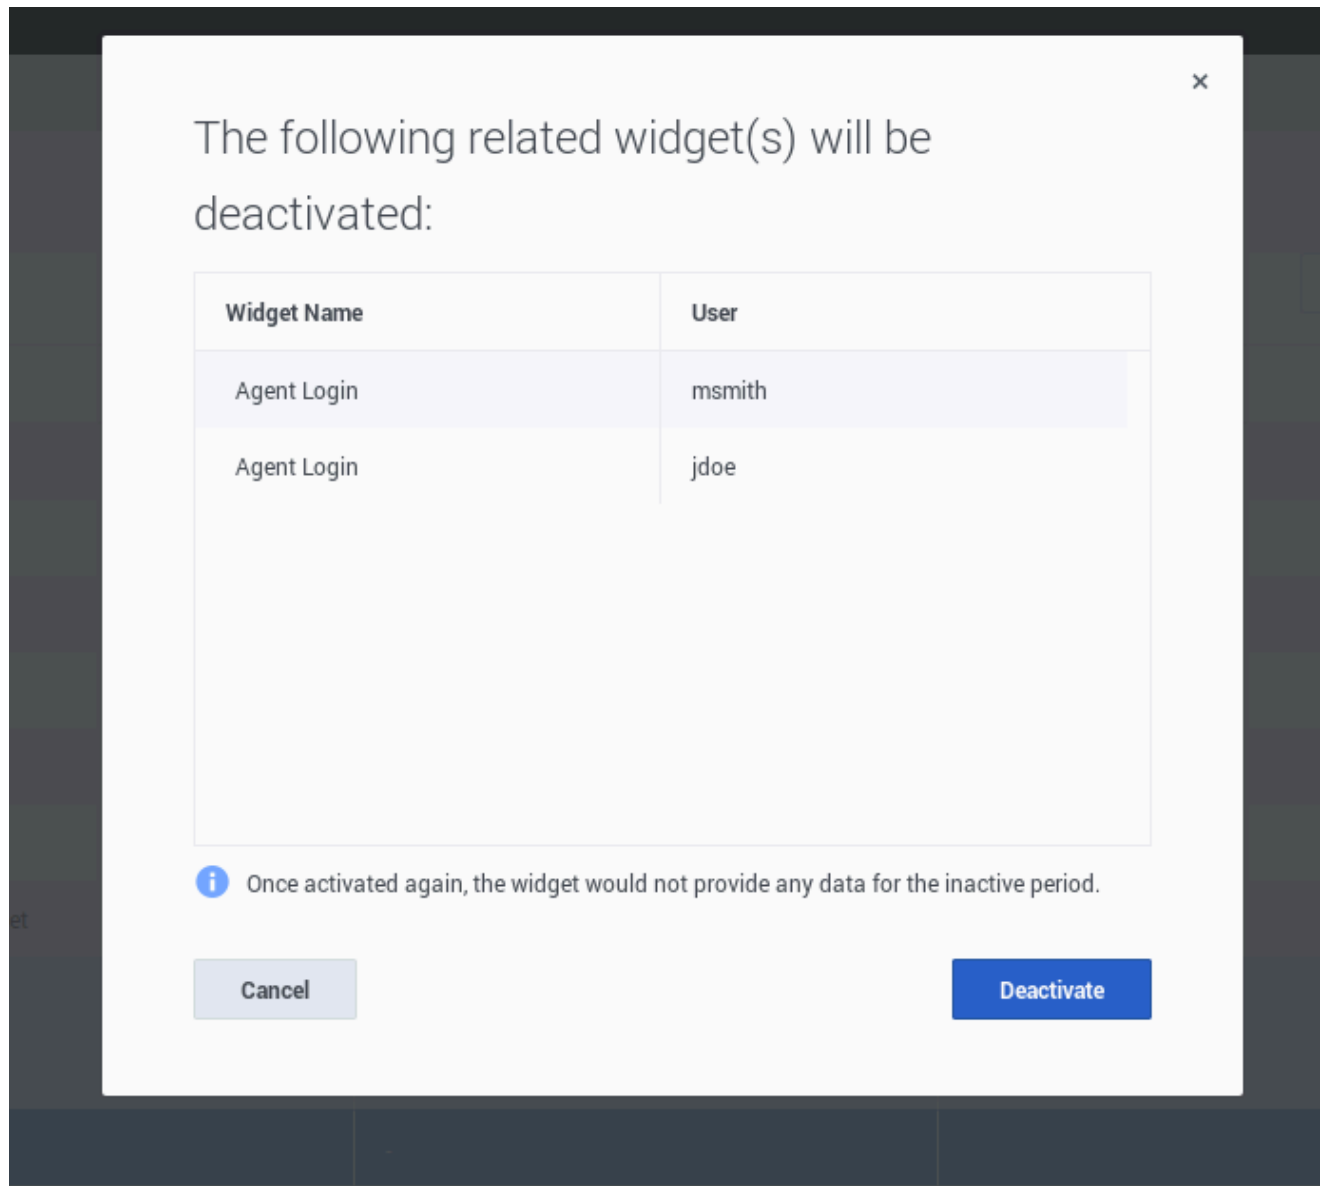 ×
The following related widget(s) will be
deactivated:
Widget Name User
Agent Login msmith
Agent Login jdoe
i Once activated again, the widget would not provide any data for the inactive period.
et
Cancel Deactivate